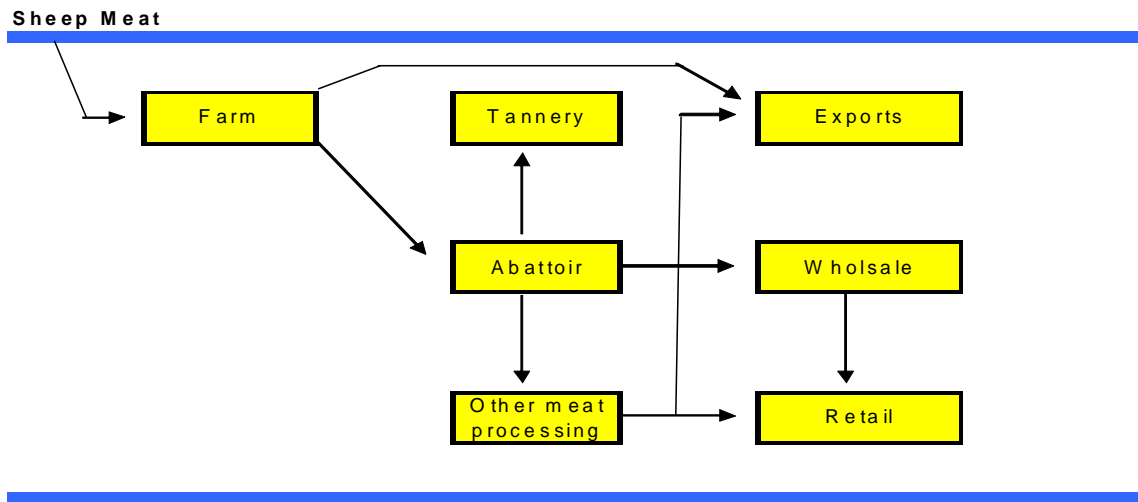 Sheep Meat
Farm
Tannery
Exports
Abattoir
Wholsale
Other meat
processing
Retail